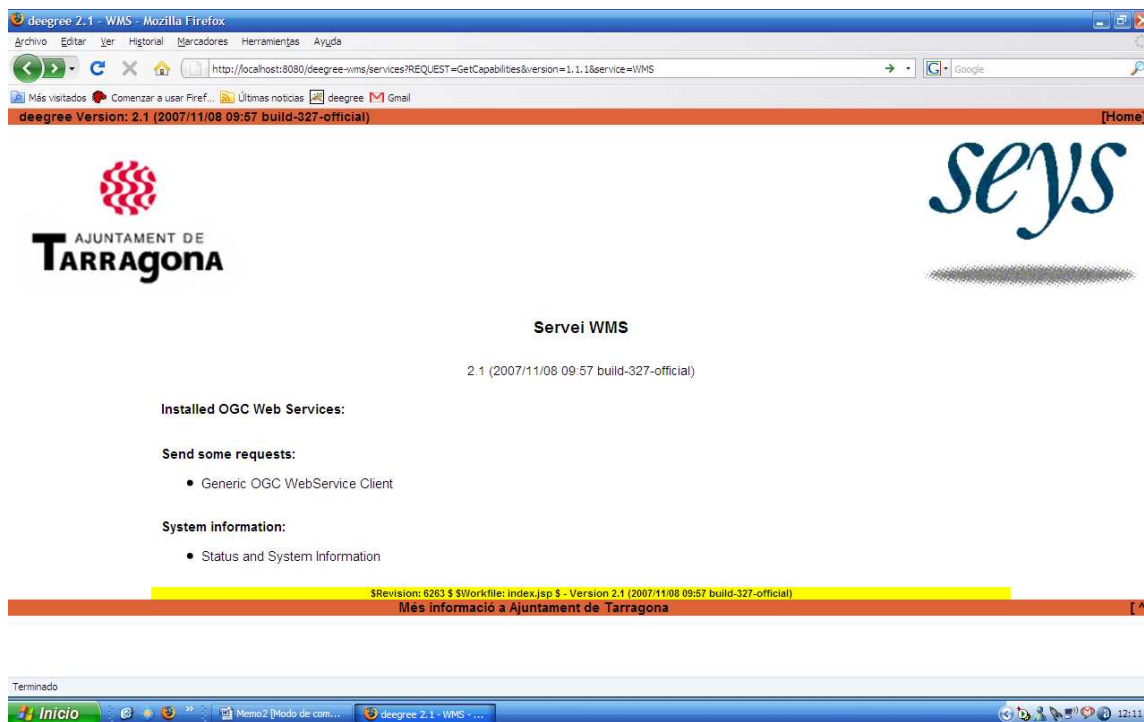 deegree 2.1 - WMS - Mozilla Firefox
Archivo Editar Ver Historial Marcadores Herramientas Ayuda
http://localhost:8080/deegree-wms/services?REQUEST=GetCapabilities&version=1.1.1&service=WMS
G Google
Más visitados Comenzar a usar Firef... Últimas noticias deegree Gmail
deegree Version: 2.1 (2007/11/08 09:57 build-327-official) [Home]
AJUNTAMENT DE
TARRAgonA
seys
Servei WMS
2.1 (2007/11/08 09:57 build-327-official)
Installed OGC Web Services:
Send some requests:
• Generic OGC WebService Client
System information:
• Status and System Information
$Revision: 6263 $ $Workfile: index.jsp $ - Version 2.1 (2007/11/08 09:57 build-327-official)
Més informació a Ajuntament de Tarragona [ ^
Terminado
Inicio » Memo2 [Modo de com... deegree 2.1 - WMS - ... 12:11